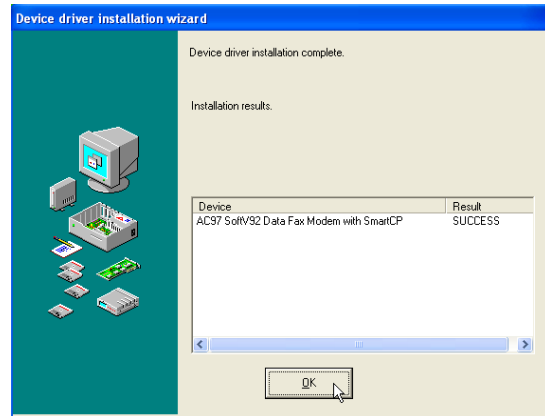 Device driver installation wizard
Device driver installation complete.
Installation results.
Device Result
AC97 SoftV92 Data Fax Modem with SmartCP SUCCESS
OK